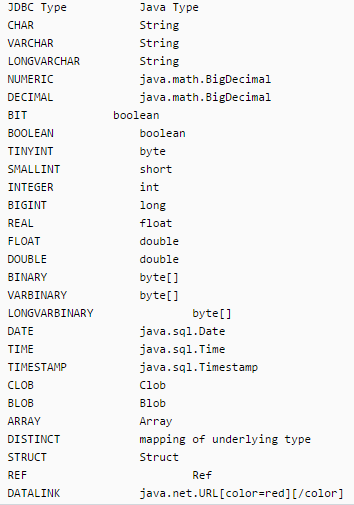 JDBC Type Java Type
CHAR String
VARCHAR String
LONGVARCHAR String
NUMERIC java.math.BigDecimal
DECIMAL java.math.BigDecimal
BIT boolean
BOOLEAN boolean
TINYINT byte
SMALLINT short
INTEGER int
BIGINT long
REAL float
FLOAT double
DOUBLE double
BINARY byte[]
VARBINARY byte[]
LONGVARBINARY byte[]
DATE java.sql.Date
TIME java.sql.Time
TIMESTAMP java.sql.Timestamp
CLOB Clob
BLOB Blob
ARRAY Array
DISTINCT mapping of underlying type
STRUCT Struct
REF Ref
DATALINK java.net.URL[color=red][/color]